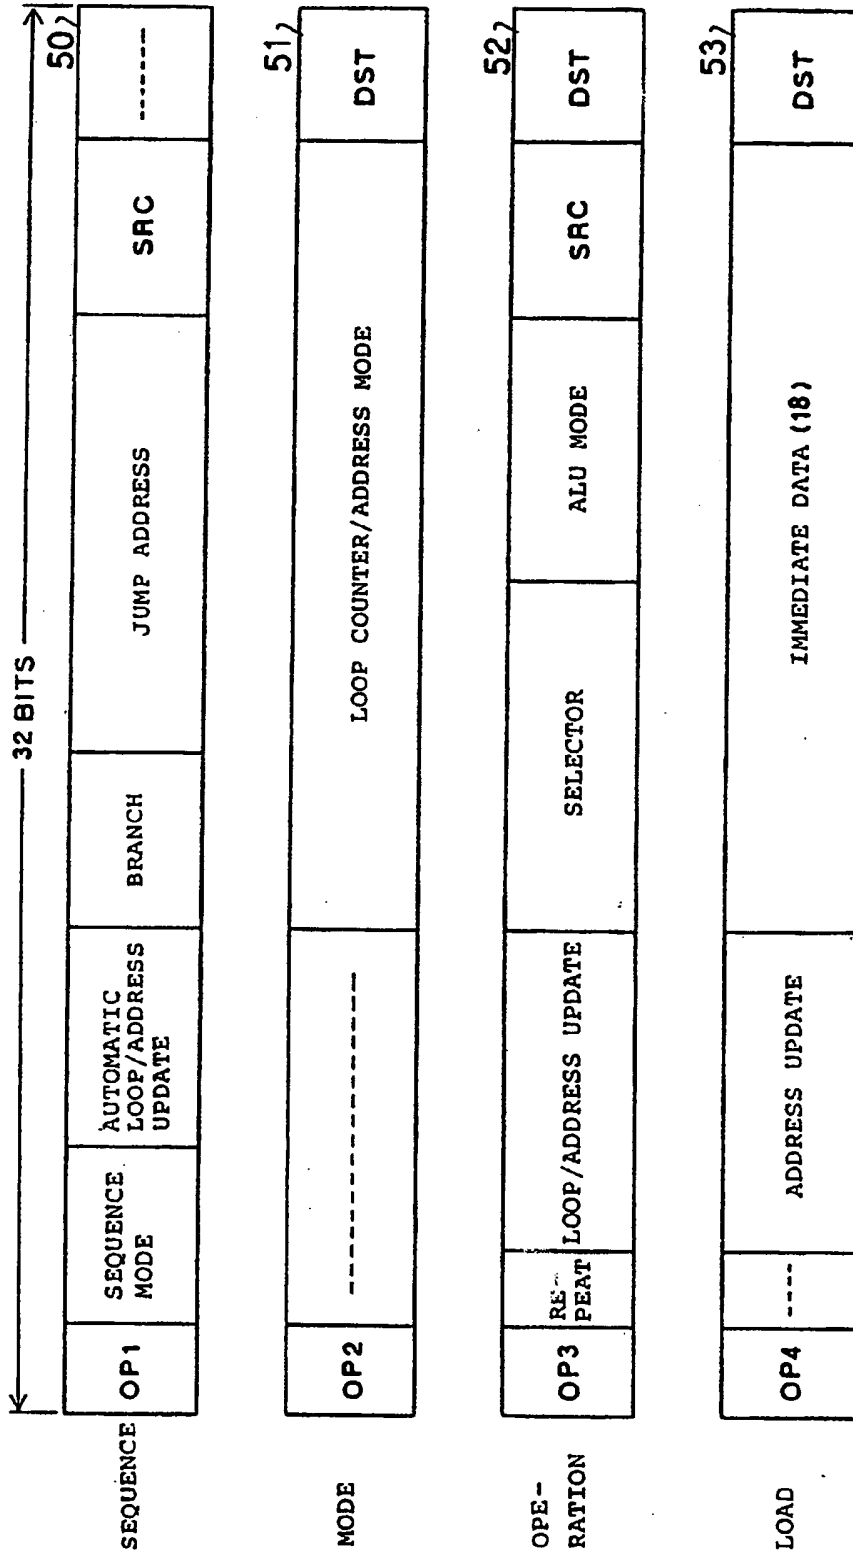 32 BITS
50
SEQUENCE
OP1
SEQUENCE
MODE
AUTOMATIC
LOOP/ADDRESS
UPDATE
BRANCH
JUMP ADDRESS
SRC
-------
51
MODE
OP2
------------------
LOOP COUNTER/ADDRESS MODE
DST
52
OPE-
RATION
OP3
RE-
PEAT
LOOP/ADDRESS UPDATE
SELECTOR
ALU MODE
SRC
DST
53
LOAD
OP4
----
ADDRESS UPDATE
IMMEDIATE DATA (18)
DST